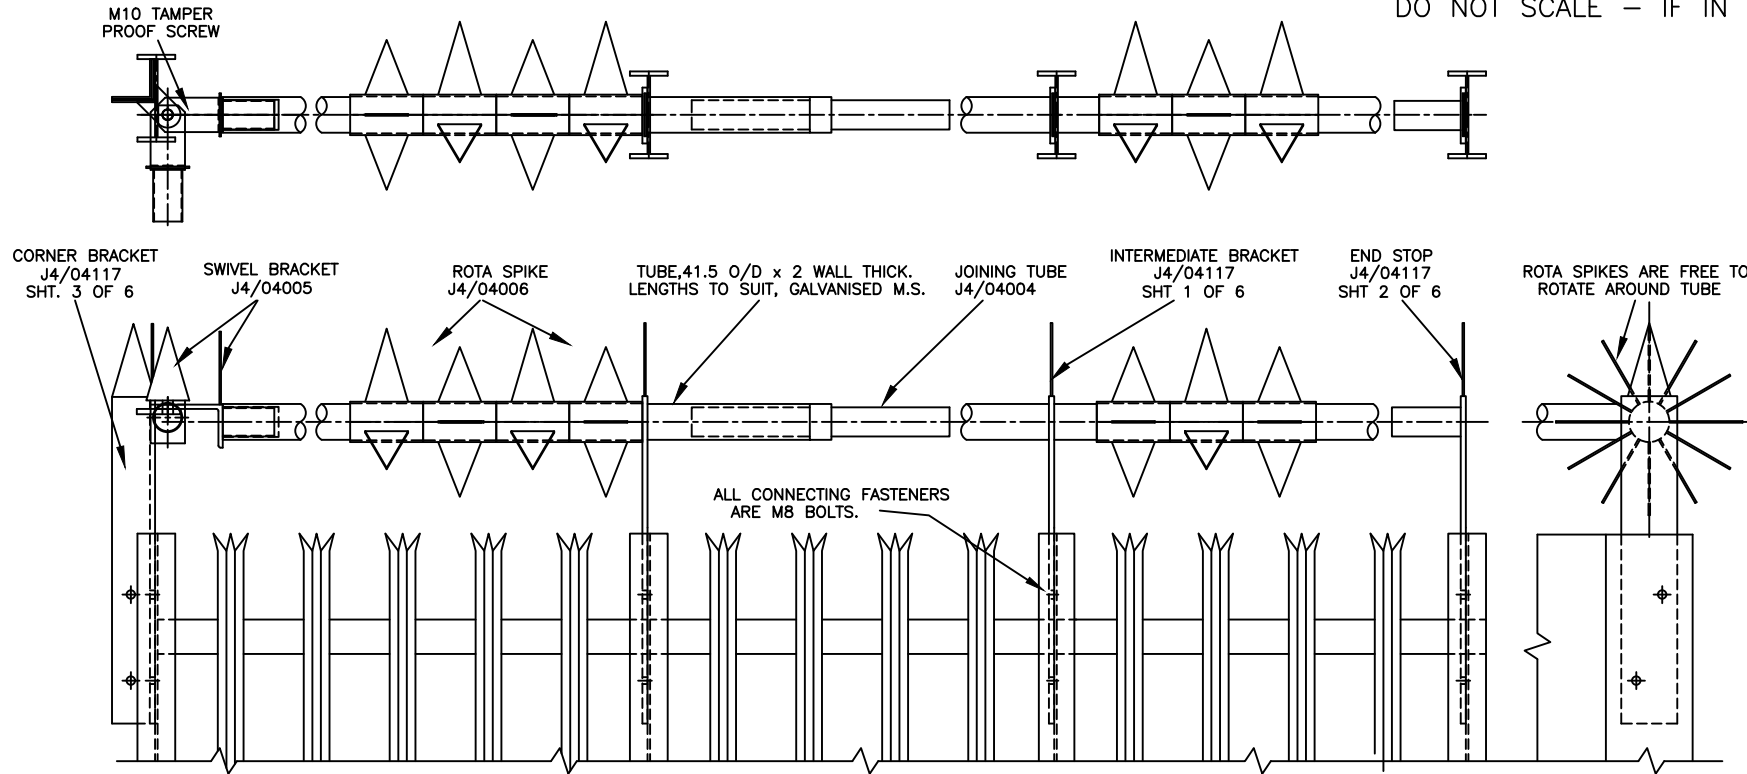 DO NOT SCALE – IF IN
M10 TAMPER
PROOF SCREW
CORNER BRACKET
J4/04117
SHT. 3 OF 6
SWIVEL BRACKET
J4/04005
ROTA SPIKE
J4/04006
TUBE,41.5 O/D x 2 WALL THICK.
LENGTHS TO SUIT, GALVANISED M.S.
JOINING TUBE
J4/04004
INTERMEDIATE BRACKET
J4/04117
SHT 1 OF 6
END STOP
J4/04117
SHT 2 OF 6
ROTA SPIKES ARE FREE TO
ROTATE AROUND TUBE
ALL CONNECTING FASTENERS
ARE M8 BOLTS.